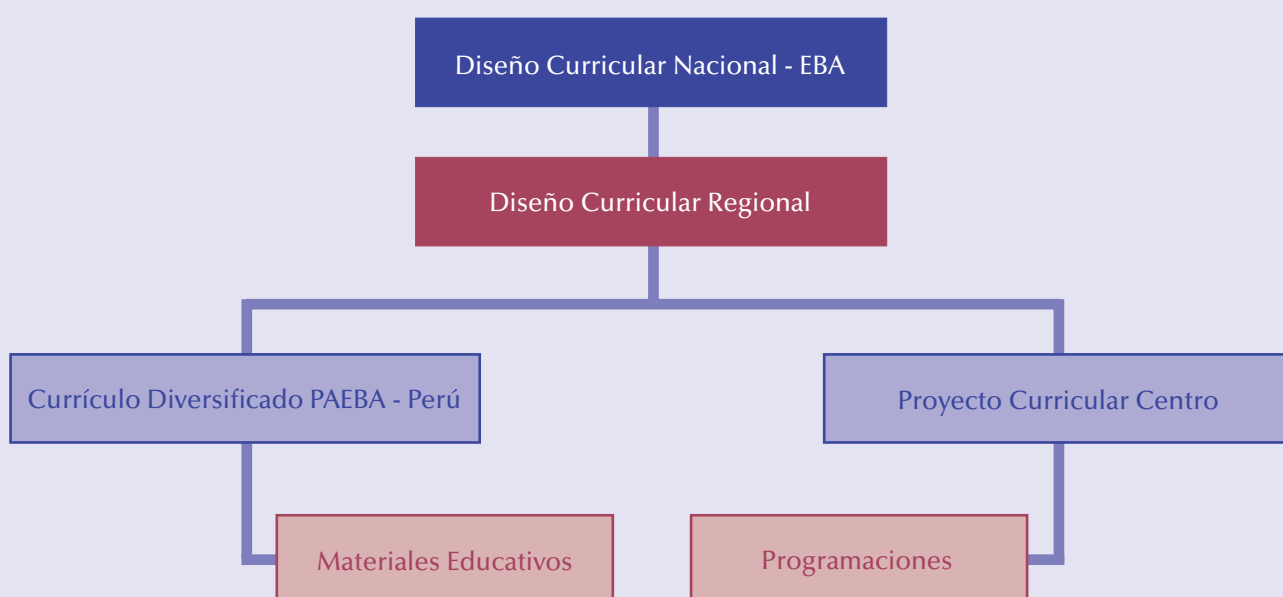 Diseño Curricular Nacional - EBA
Diseño Curricular Regional
Currículo Diversificado PAEBA - Perú
Proyecto Curricular Centro
Materiales Educativos
Programaciones